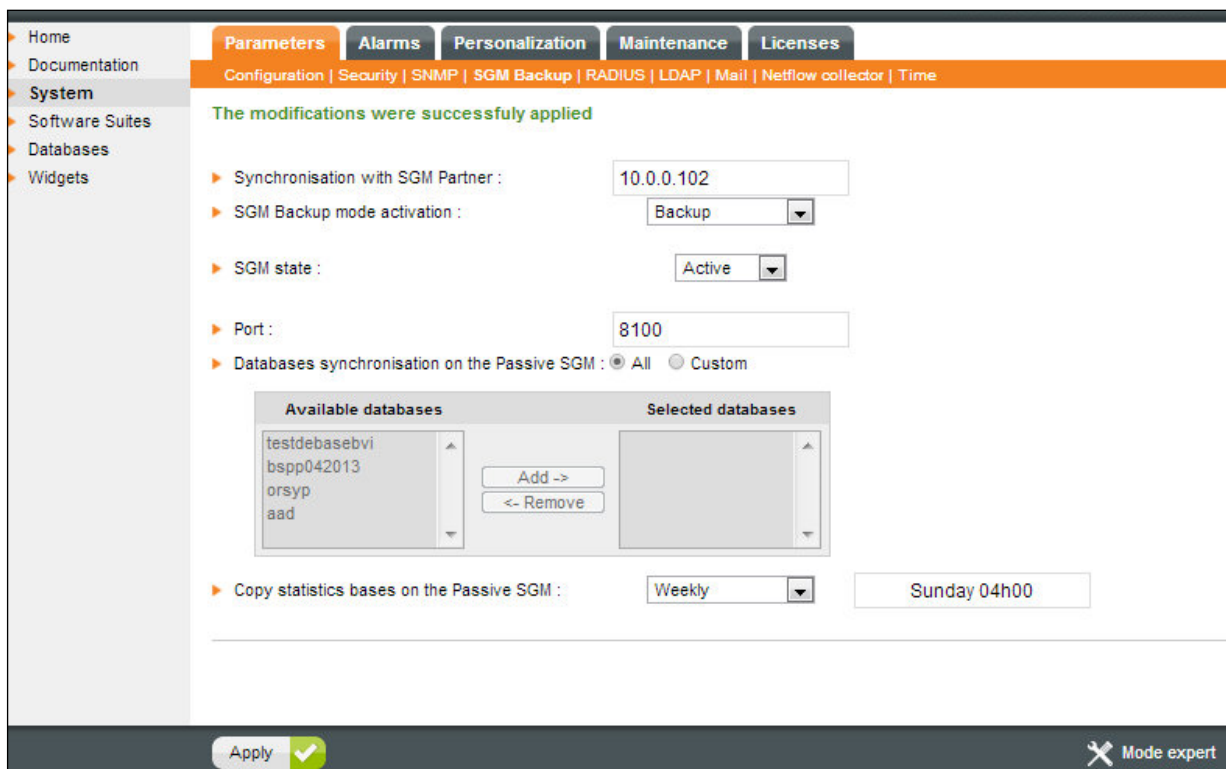 Home
Documentation
System
Software Suites
Databases
Widgets
Parameters Alarms Personalization Maintenance Licenses
Configuration | Security | SNMP | SGM Backup | RADIUS | LDAP | Mail | Netflow collector | Time
The modifications were successfuly applied
Synchronisation with SGM Partner : 10.0.0.102
SGM Backup mode activation : Backup
SGM state : Active
Port : 8100
Databases synchronisation on the Passive SGM : All Custom
Available databases Selected databases
testdebasebvi
bspp042013
orsyp
aad
Add ->
<- Remove
Copy statistics bases on the Passive SGM : Weekly Sunday 04h00
Apply Mode expert